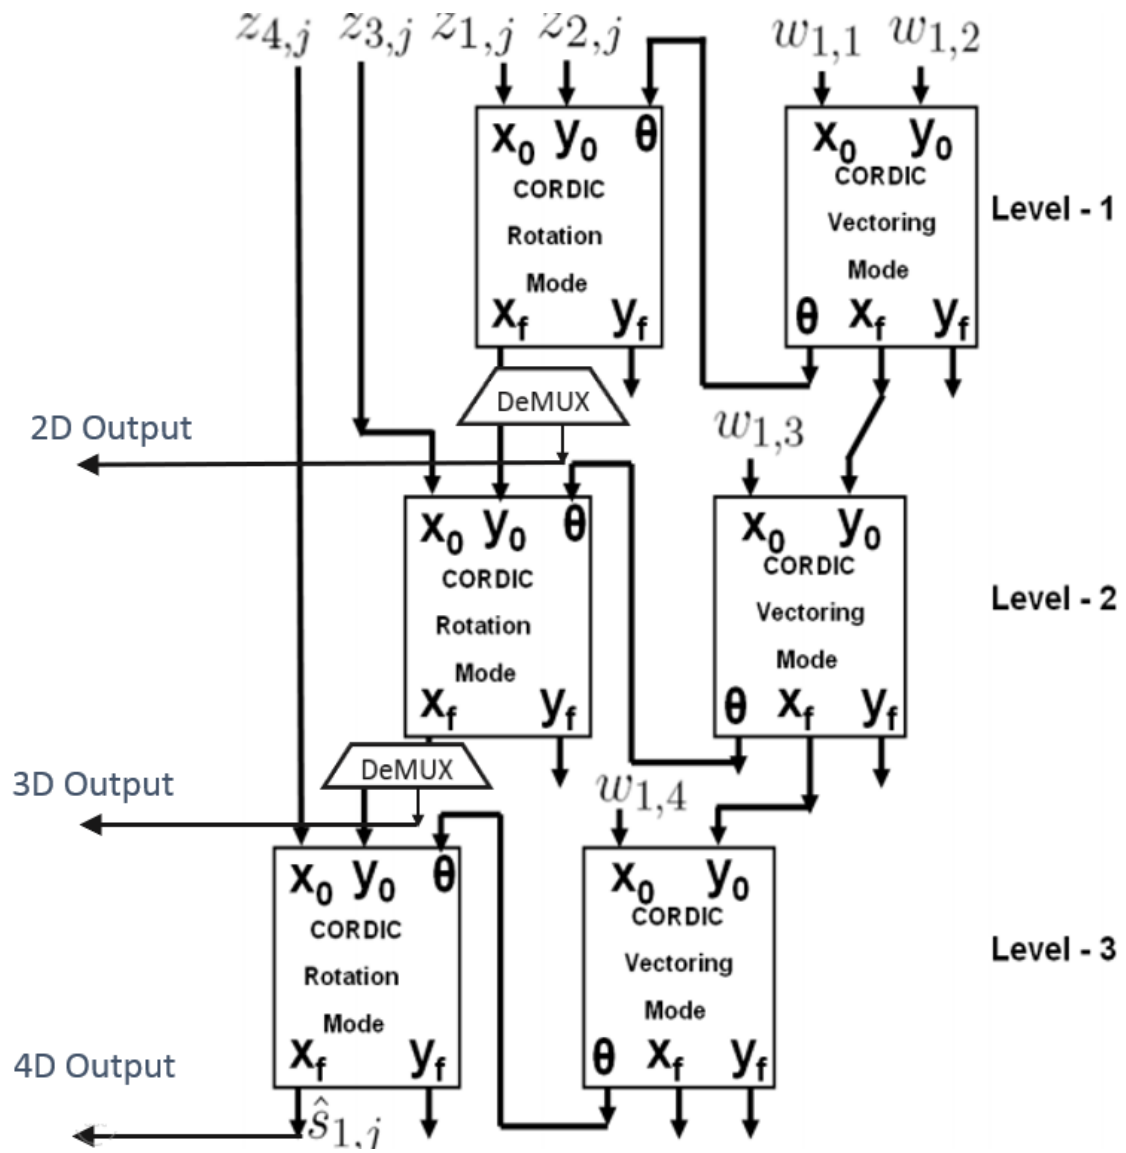 z4,j z3,j z1,j z2,j w1,1 w1,2
x0 y0 θ x0 y0
CORDIC Rotation Mode
CORDIC Vectoring Mode
Level - 1
xf yf θ xf yf
DeMUX
2D Output
w1,3
x0 y0 θ x0 y0
CORDIC Rotation Mode
CORDIC Vectoring Mode
Level - 2
xf yf θ xf yf
DeMUX
3D Output
w1,4
x0 y0 θ x0 y0
CORDIC Rotation Mode
CORDIC Vectoring Mode
Level - 3
xf yf θ xf yf
4D Output
ŝ1,j